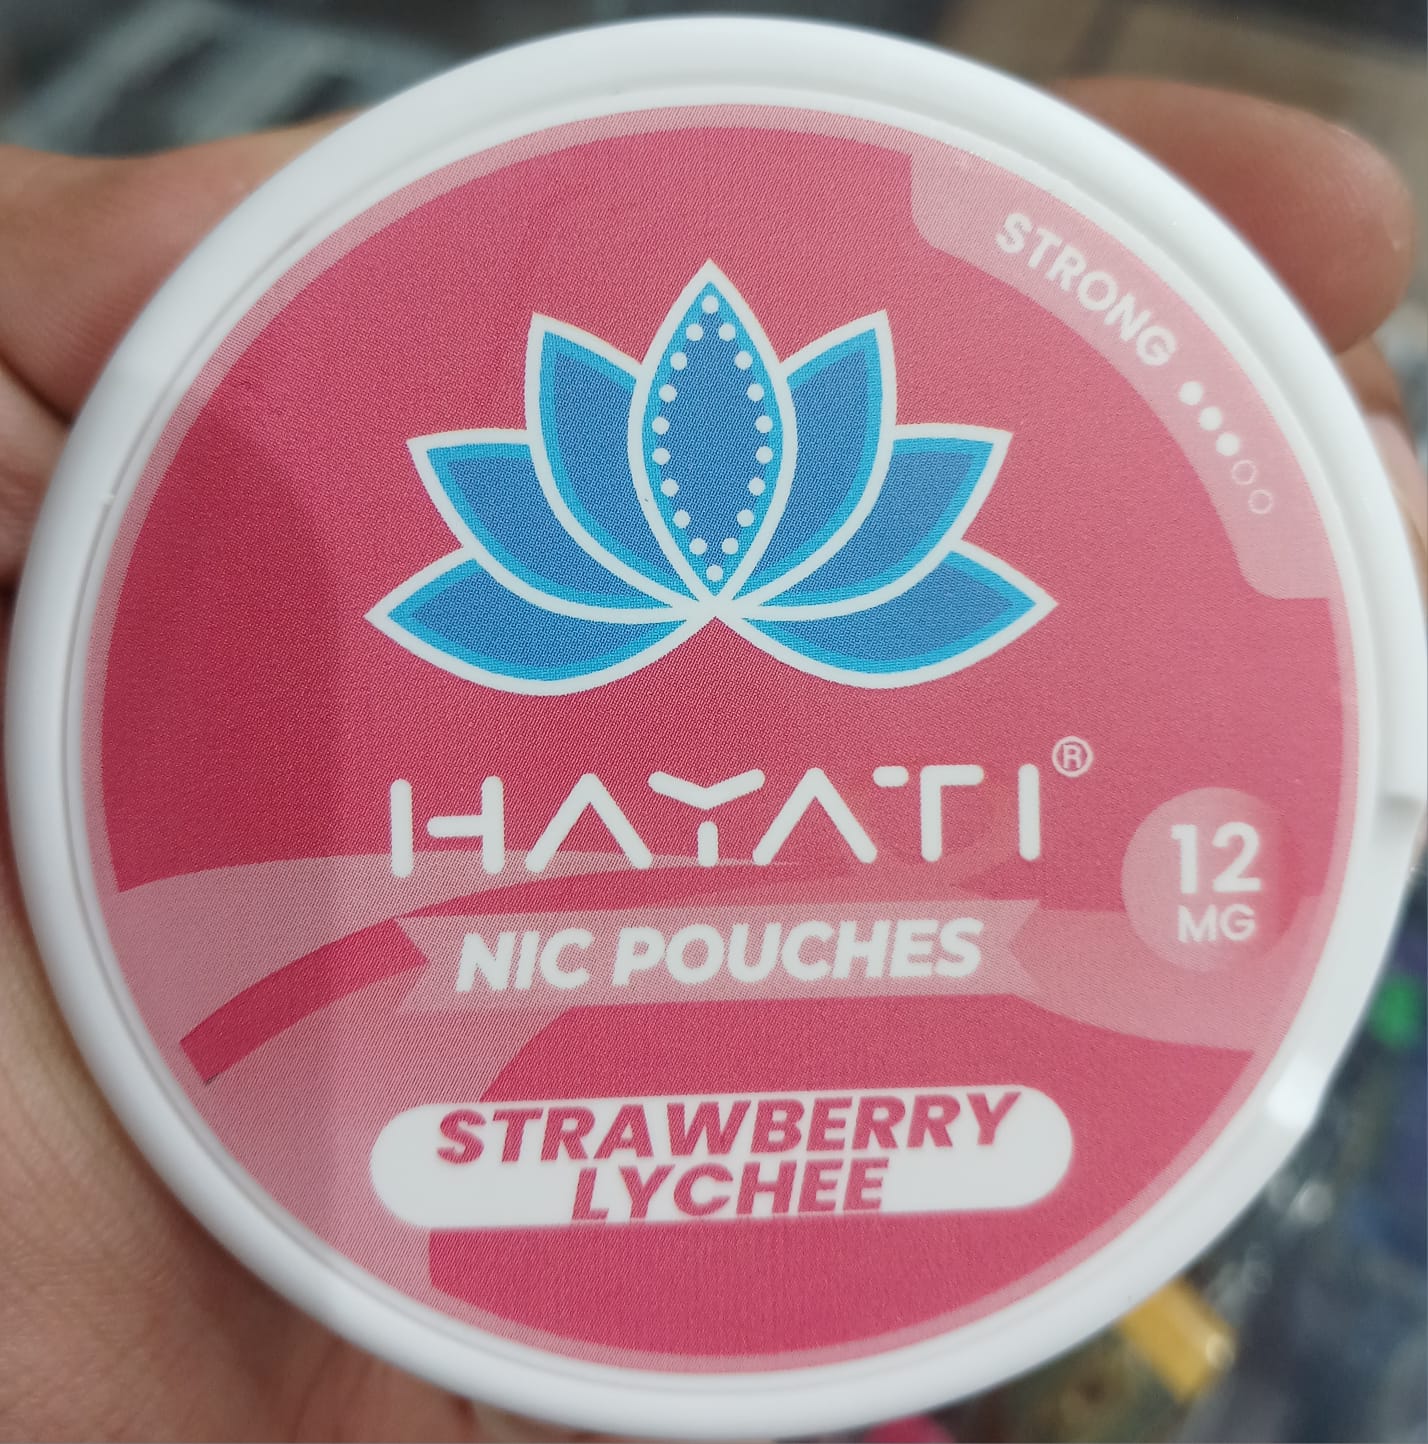 STRONG
HAYATI®
12
MG
NIC POUCHES
STRAWBERRY
LYCHEE